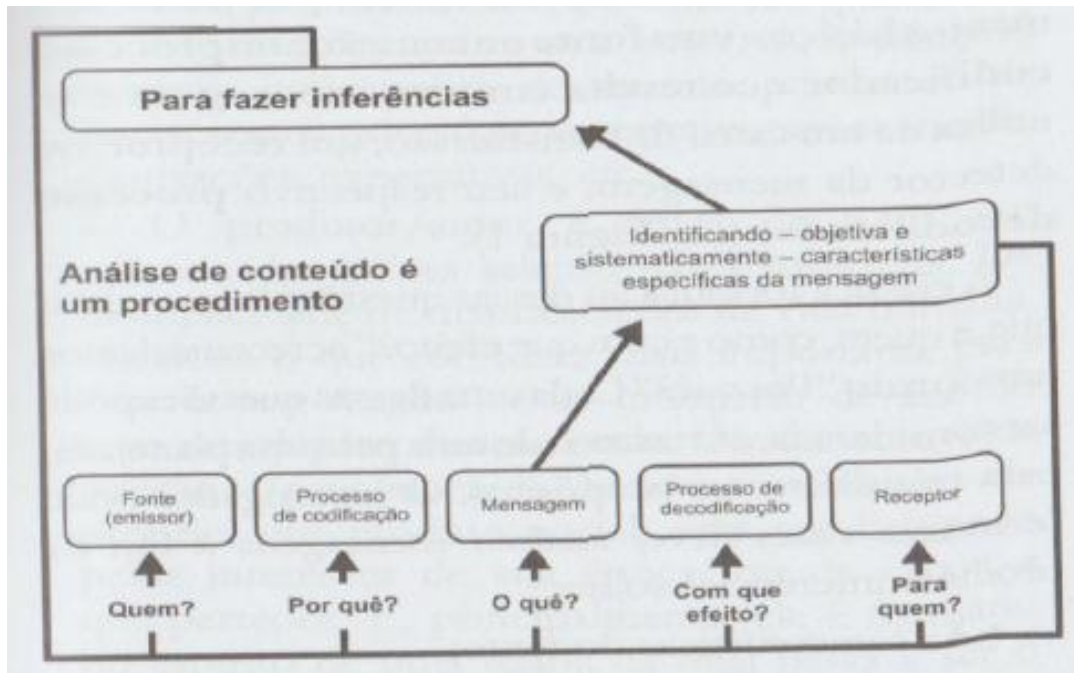 Para fazer inferências
Identificando – objetiva e
sistematicamente – características
específicas da mensagem
Análise de conteúdo é
um procedimento
Fonte
(emissor)
Processo
de codificação
Mensagem
Processo de
decodificação
Receptor
Quem?
Por quê?
O quê?
Com que
efeito?
Para
quem?